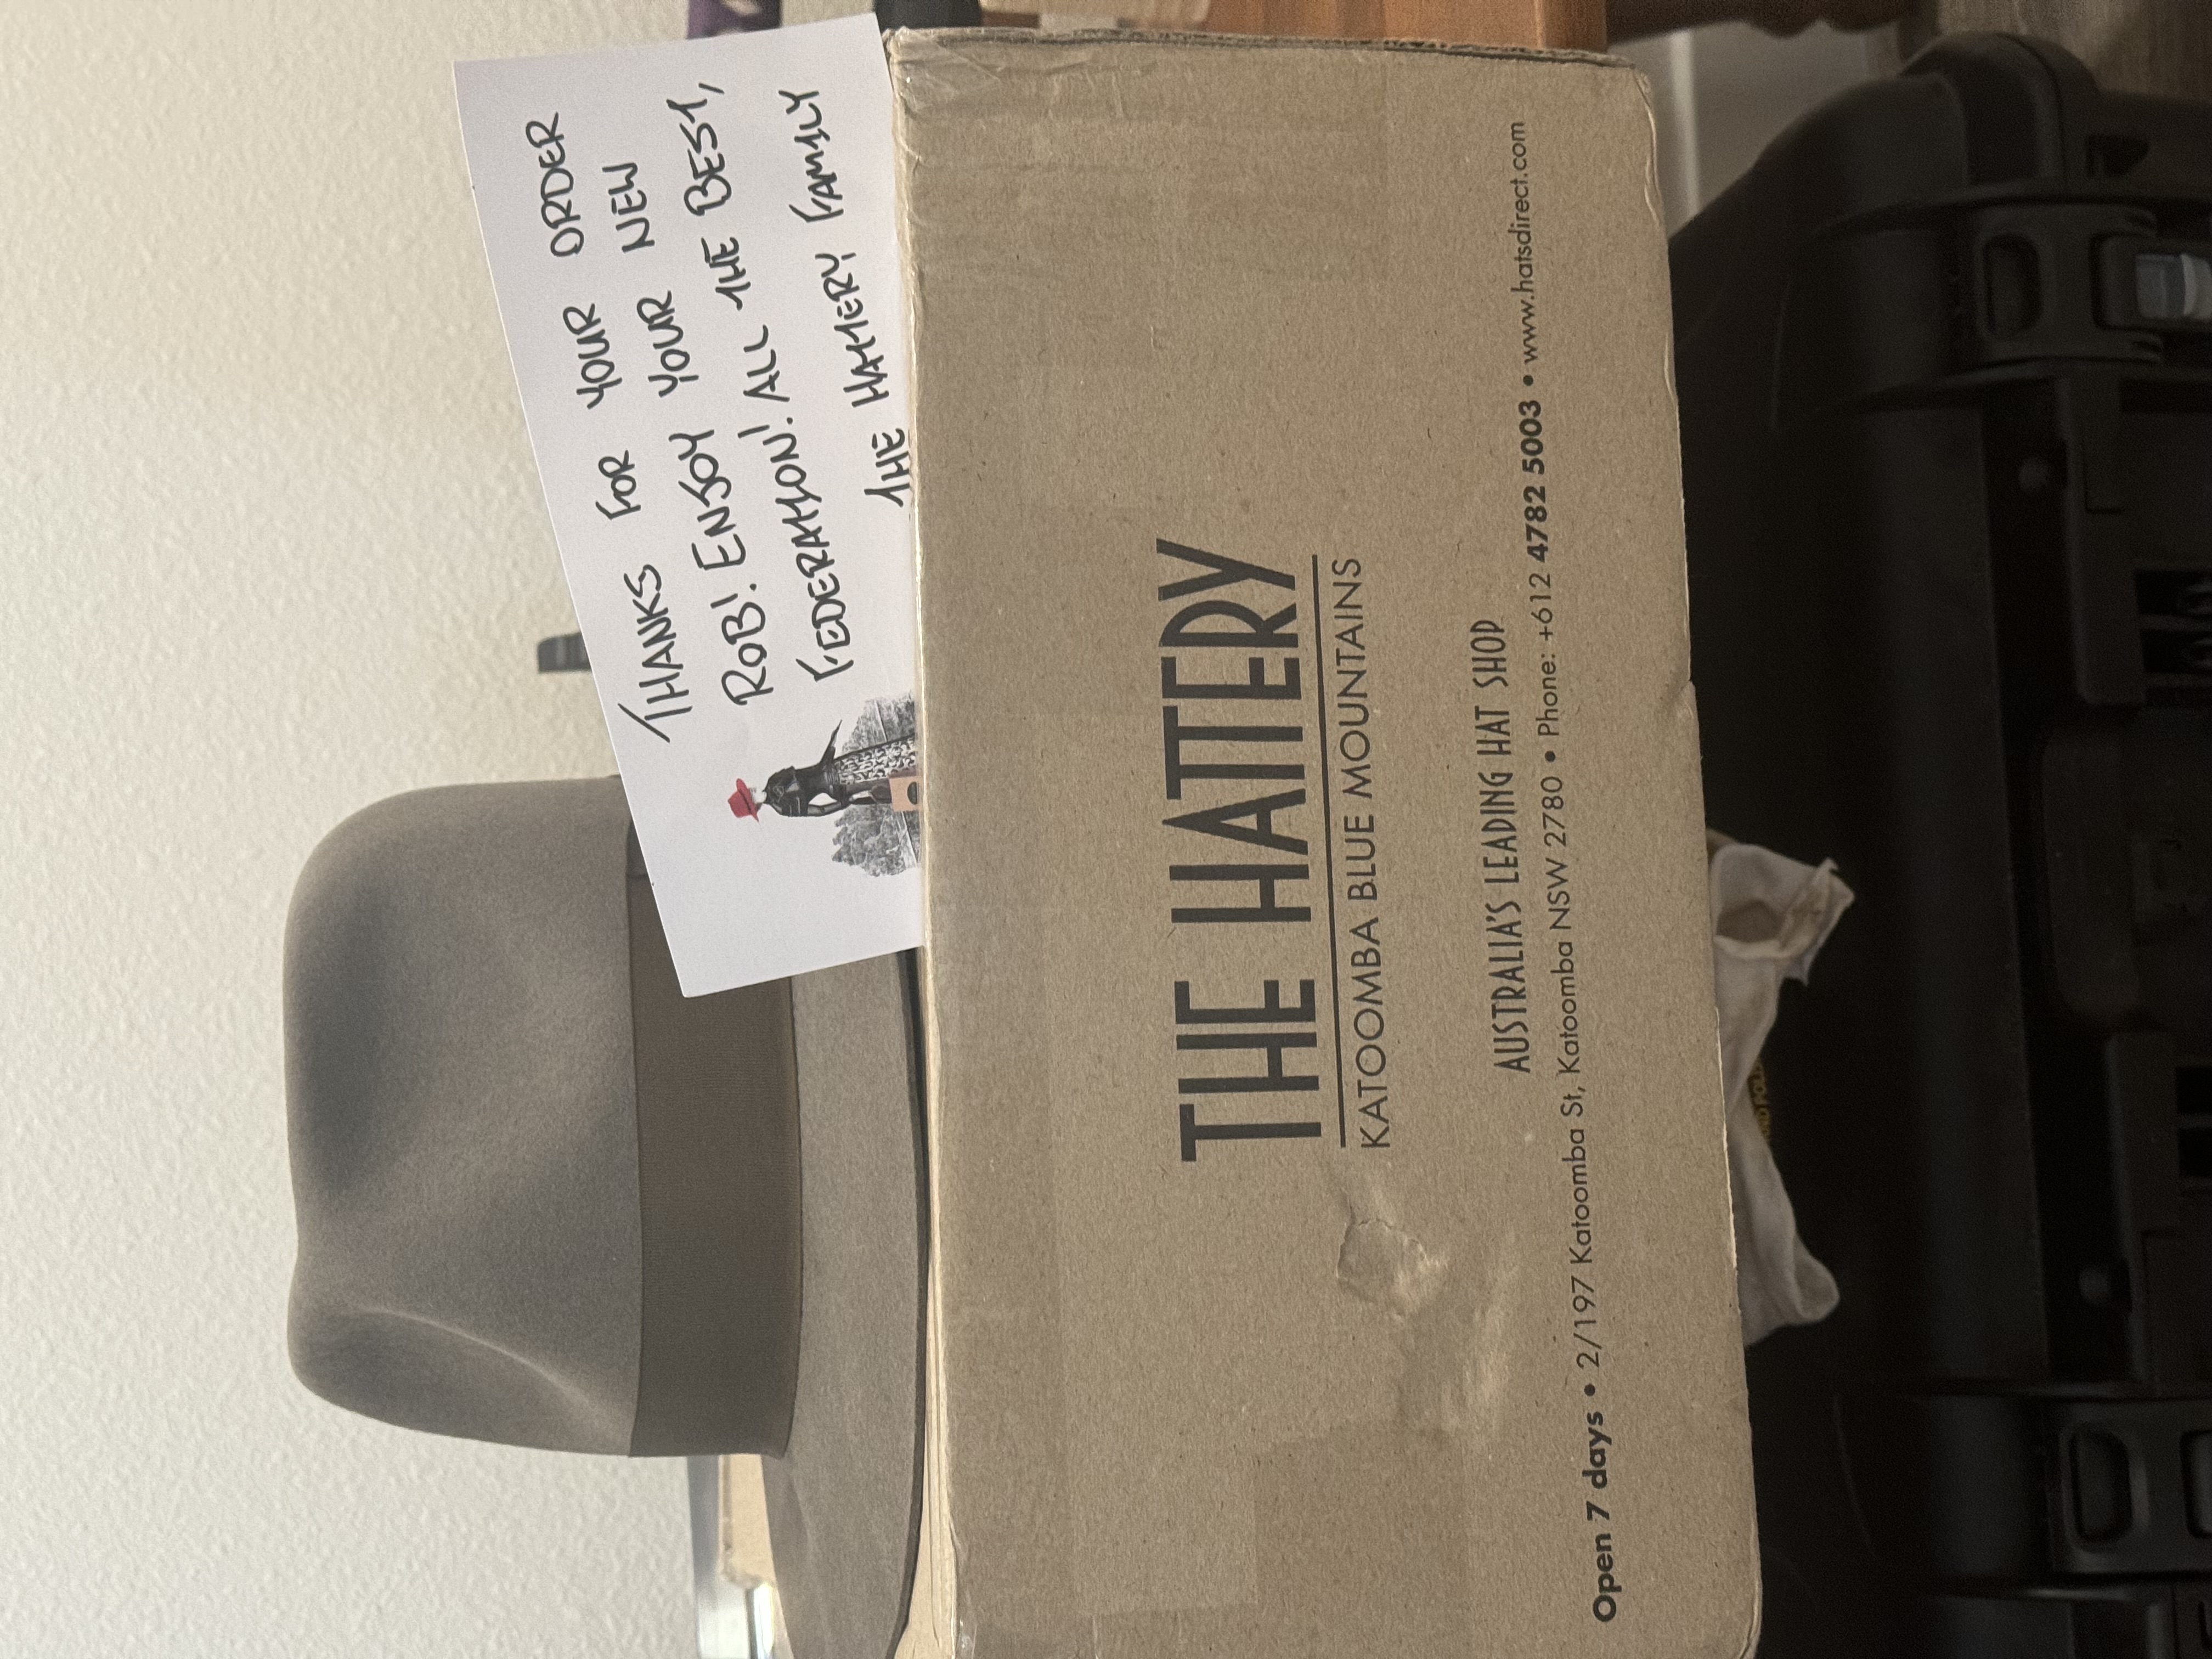 THANKS FOR YOUR ORDER
ROB! ENJOY YOUR NEW
FEDERATION! ALL THE BEST,
THE HATTERY FAMILY
THE HATTERY
KATOOMBA BLUE MOUNTAINS
AUSTRALIA'S LEADING HAT SHOP
Open 7 days • 2/197 Katoomba St, Katoomba NSW 2780 • Phone: +612 4782 5003 • www.hatsdirect.com